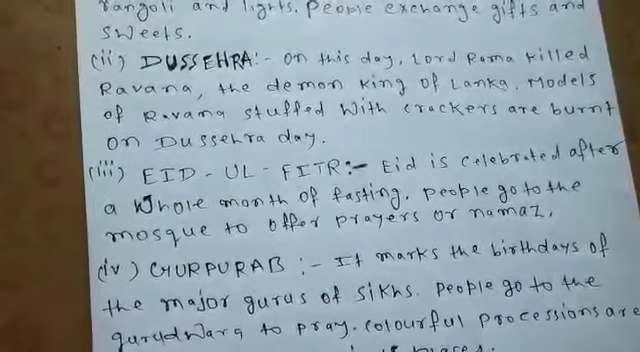 rangoli and lights. People exchange gifts and
sweets.
(ii) DUSSEHRA:- On this day, Lord Rama killed
Ravana, the demon king of Lanka. Models
of Ravana stuffed with crackers are burnt
on Dussehra day.
(iii) EID-UL-FITR:- Eid is celebrated after
a whole month of fasting. People go to the
mosque to offer prayers or namaz.
(iv) GURPURAB:- It marks the birthdays of
the major gurus of Sikhs. People go to the
gurudwara to pray. Colourful processions are